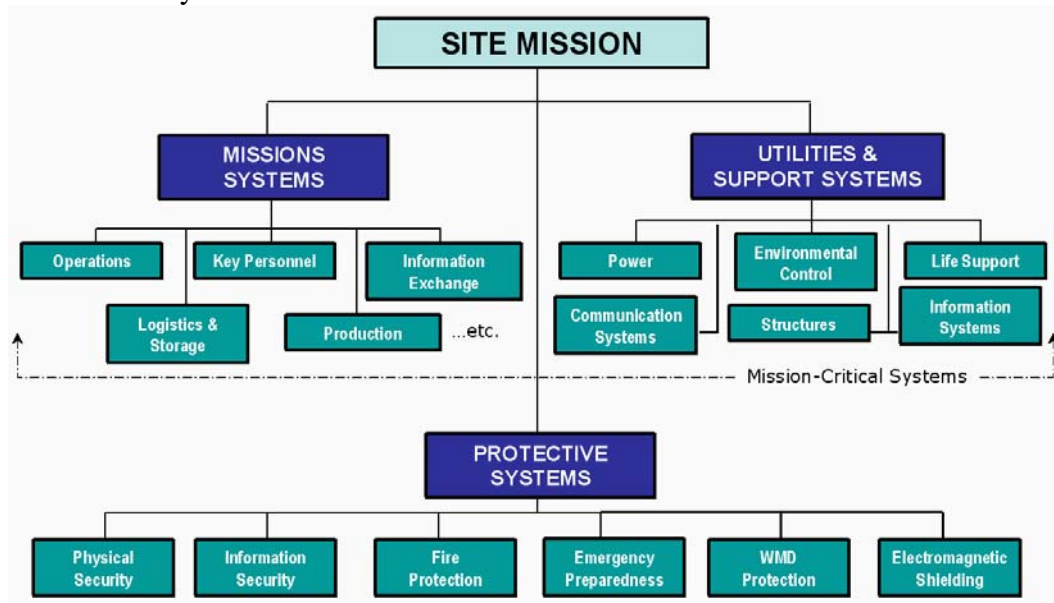 SITE MISSION
MISSIONS
SYSTEMS
UTILITIES &
SUPPORT SYSTEMS
Operations
Key Personnel
Information
Exchange
Logistics &
Storage
Production
...etc.
Power
Environmental
Control
Life Support
Communication
Systems
Structures
Information
Systems
Mission-Critical Systems
PROTECTIVE
SYSTEMS
Physical
Security
Information
Security
Fire
Protection
Emergency
Preparedness
WMD
Protection
Electromagnetic
Shielding